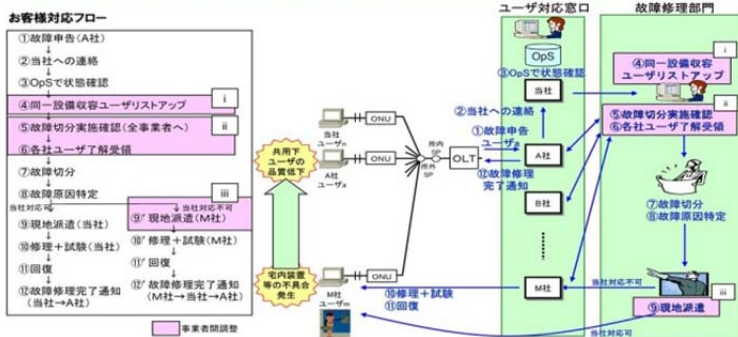 お客様対応フロー
①故障申告(A社)
②当社への連絡
③OpSで状態確認
④同一設備収容ユーザリストアップ
i
⑤故障切分実施確認(全事業者へ)
ii
⑥各社ユーザ了解受領
⑦故障切分
⑧故障原因特定
iii
当社対応可
当社対応不可
⑨現地派遣(当社)
⑨’現地派遣(M社)
⑩修理+試験(当社)
⑩’修理+試験(M社)
⑪回復
⑪’回復
⑫故障修理完了通知
(当社→A社)
⑫’故障修理完了通知
(M社→当社→A社)
事業者間調整
共用下
ユーザの
品質低下
宅内装置
等の不具合
発生
当社
ユーザn
ONU
A社
ユーザa
ONU
M社
ユーザm
ONU
所外
SP
所内
SP
OLT
ユーザ対応窓口
OpS
③OpSで状態確認
当社
②当社への連絡
①故障申告
ユーザa
A社
⑫故障修理
完了通知
B社
M社
⑩修理+試験
⑪回復
故障修理部門
i
④同一設備収容
ユーザリストアップ
ii
⑤故障切分実施確認
⑥各社ユーザ了解受領
⑦故障切分
⑧故障原因特定
当社対応不可
iii
⑨現地派遣
当社対応可